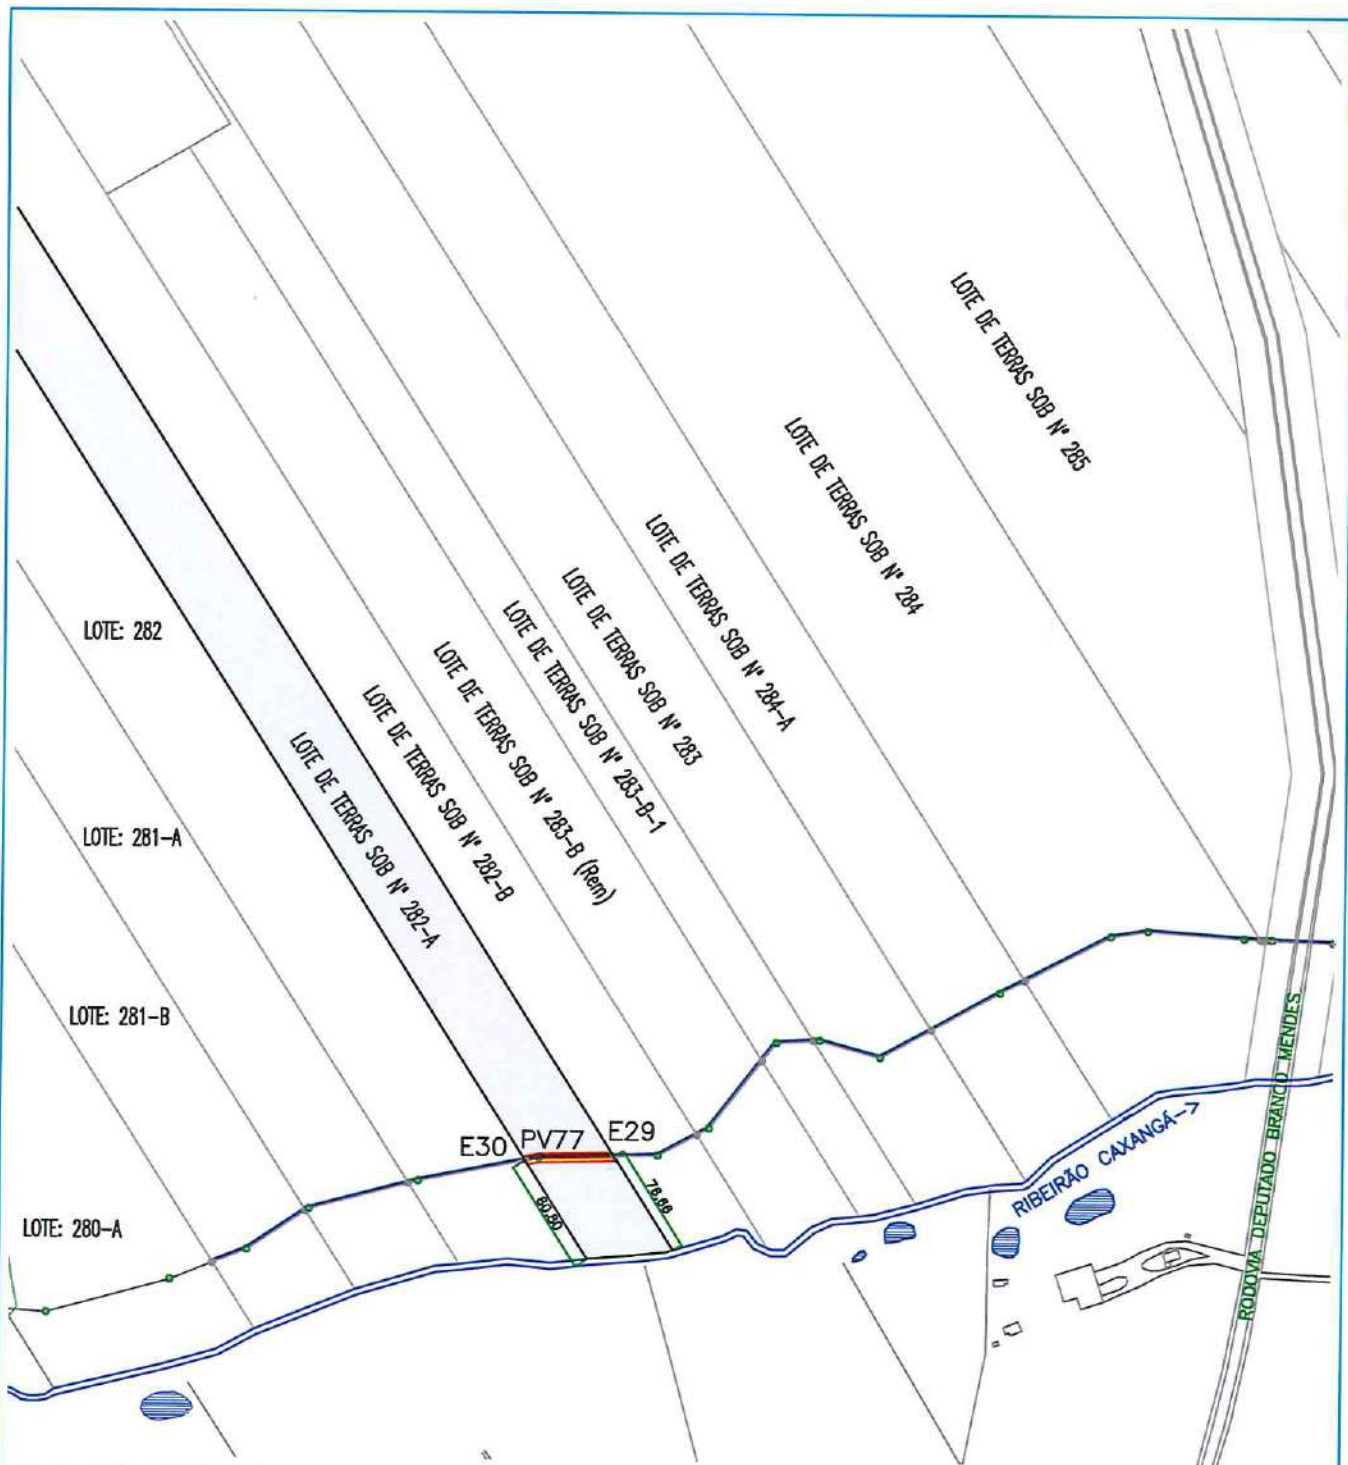 LOTE DE TERRAS SOB Nº 285
LOTE DE TERRAS SOB Nº 284
LOTE DE TERRAS SOB Nº 284-A
LOTE DE TERRAS SOB Nº 283
LOTE DE TERRAS SOB Nº 283-B-1
LOTE DE TERRAS SOB Nº 283-B (Rem)
LOTE DE TERRAS SOB Nº 282-B
LOTE DE TERRAS SOB Nº 282-A
LOTE: 282
LOTE: 281-A
LOTE: 281-B
LOTE: 280-A
E30
PV77
E29
80,80
RIBEIRÃO CAXANGÁ->
RODOVIA DEPUTADO BRANCO MENDES